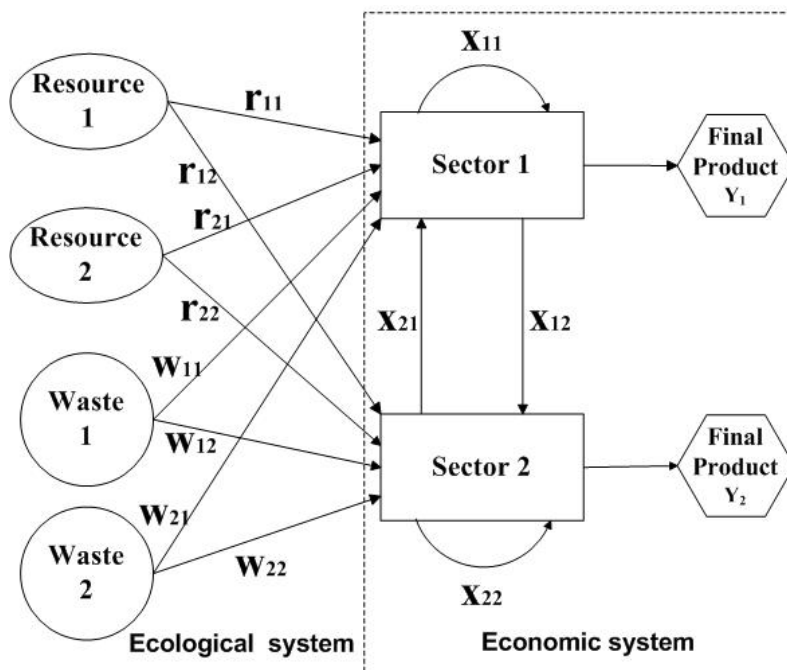 x11
Resource
1
r11
Sector 1
Final
Product
Y1
r12
r21
Resource
2
r22
x21
x12
w11
Waste
1
w12
Sector 2
Final
Product
Y2
w21
Waste
2
w22
x22
Ecological system
Economic system